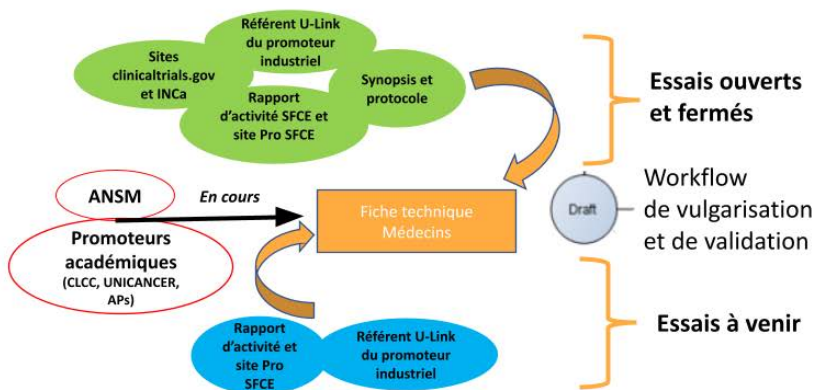 Référent U-Link
du promoteur
industriel
Sites
clinicaltrials.gov
et INCa
Synopsis et
protocole
Rapport
d'activité SFCE et
site Pro SFCE
Essais ouverts
et fermés
ANSM
En cours
Promoteurs
académiques
(CLCC, UNICANCER,
APs)
Fiche technique
Médecins
Draft
Workflow
de vulgarisation
et de validation
Rapport
d'activité et
site Pro
SFCE
Référent U-Link
du promoteur
industriel
Essais à venir